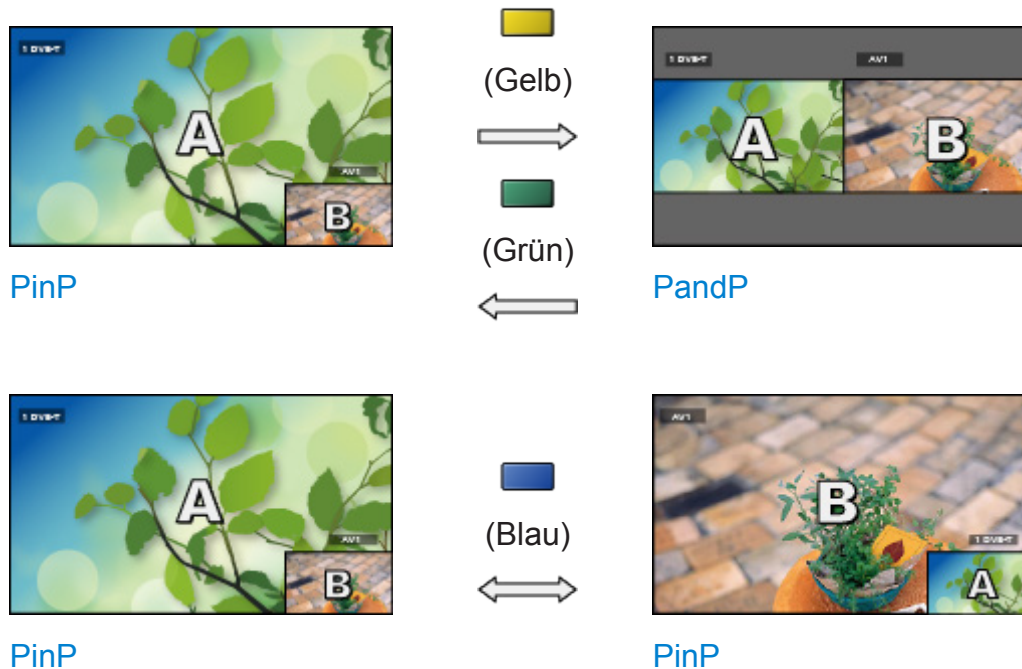 (Gelb)
1 DVB-T
A
AV1
B
1 DVB-T
AV1
A
B
(Grün)
PinP
PandP
1 DVB-T
A
AV1
B
(Blau)
AV1
B
1 DVB-T
A
PinP
PinP